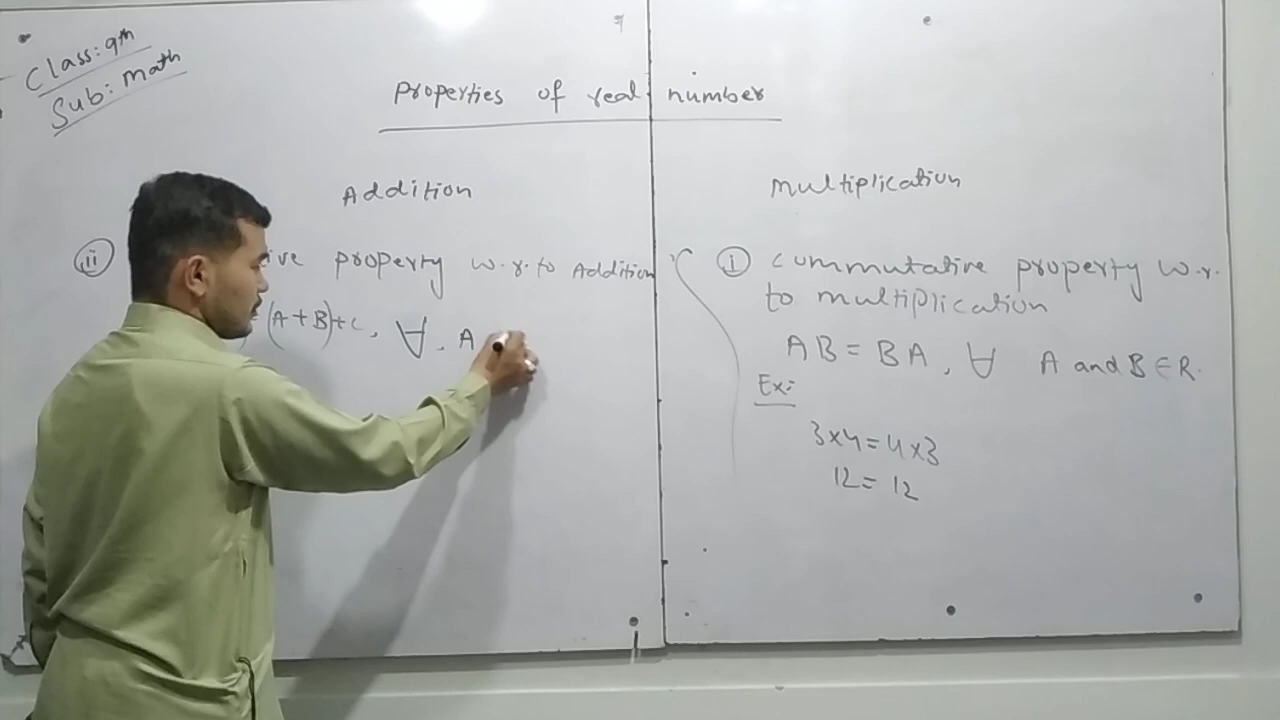 Class: 9th
Sub: Math
Properties of real number
Addition
(ii) ive property w.r.to Addition
(A+B)+C, ∀, A
Multiplication
(i) commutative property w.r.
to multiplication
AB = BA, ∀ A and B ∈ R.
Ex:
3×4=4×3
12= 12